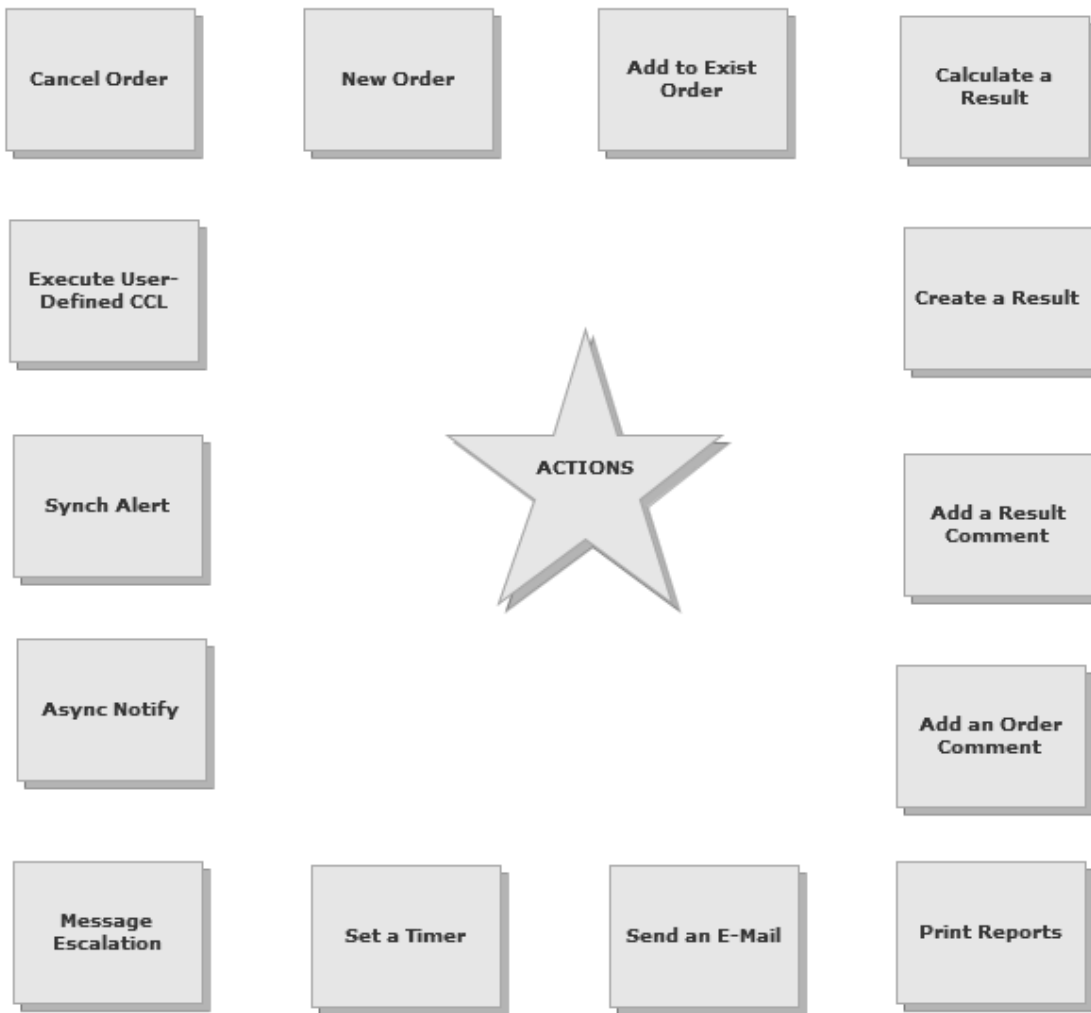 Cancel Order
New Order
Add to Exist
Order
Calculate a
Result
Execute User-
Defined CCL
Create a Result
ACTIONS
Synch Alert
Add a Result
Comment
Async Notify
Add an Order
Comment
Message
Escalation
Set a Timer
Send an E-Mail
Print Reports